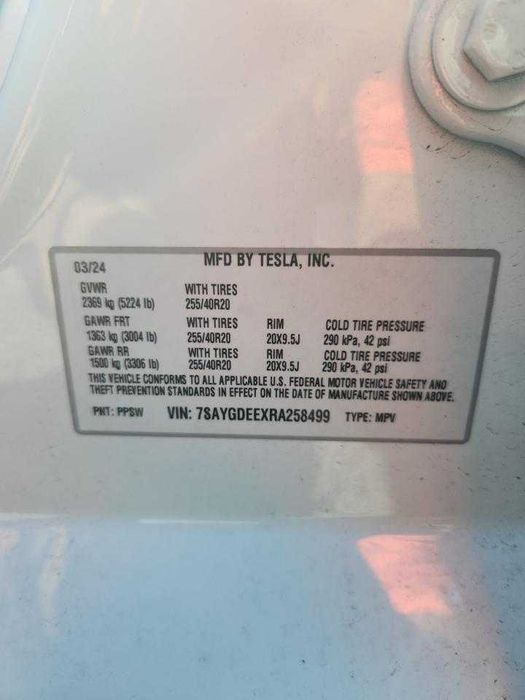 03/24 MFD BY TESLA, INC.
GVWR WITH TIRES
2369 kg (5224 lb) 255/40R20
GAWR FRT WITH TIRES RIM COLD TIRE PRESSURE
1363 kg (3004 lb) 255/40R20 20X9.5J 290 kPa, 42 psi
GAWR RR WITH TIRES RIM COLD TIRE PRESSURE
1500 kg (3306 lb) 255/40R20 20X9.5J 290 kPa, 42 psi
THIS VEHICLE CONFORMS TO ALL APPLICABLE U.S. FEDERAL MOTOR VEHICLE SAFETY AND
THEFT PREVENTION STANDARDS IN EFFECT ON THE DATE OF MANUFACTURE SHOWN ABOVE.
PNT: PPSW VIN: 7SAYGDEEXRA258499 TYPE: MPV